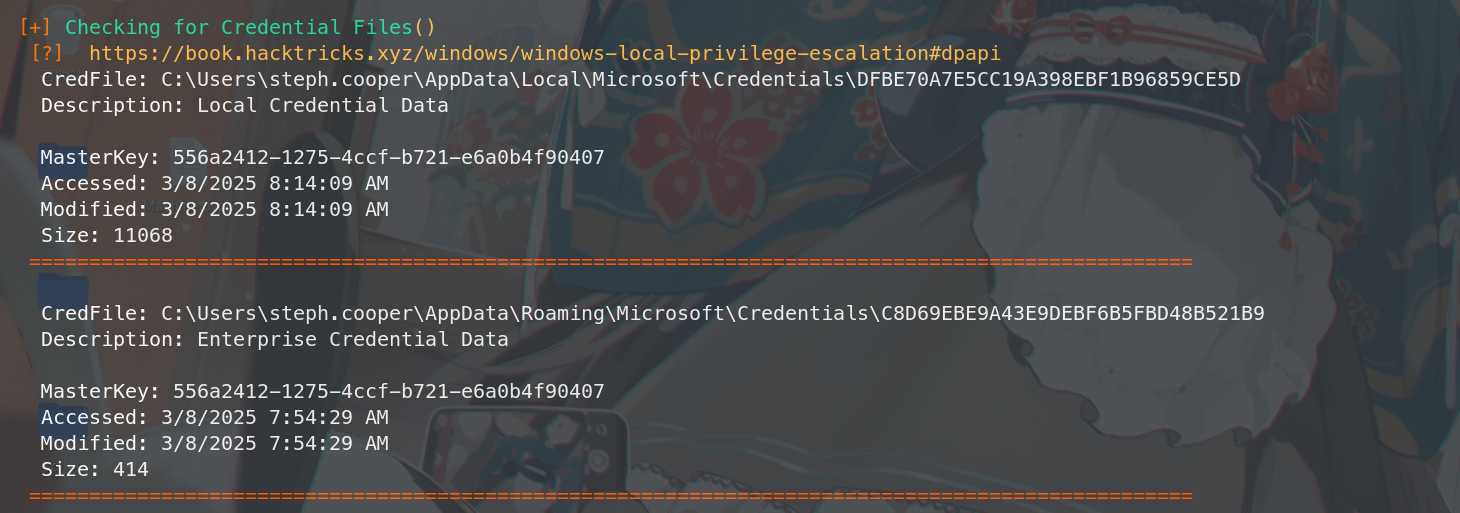 [+] Checking for Credential Files()
[?] https://book.hacktricks.xyz/windows/windows-local-privilege-escalation#dpapi
CredFile: C:\Users\steph.cooper\AppData\Local\Microsoft\Credentials\DFBE70A7E5CC19A398EBF1B96859CE5D
Description: Local Credential Data
MasterKey: 556a2412-1275-4ccf-b721-e6a0b4f90407
Accessed: 3/8/2025 8:14:09 AM
Modified: 3/8/2025 8:14:09 AM
Size: 11068
=================================================================================================
CredFile: C:\Users\steph.cooper\AppData\Roaming\Microsoft\Credentials\C8D69EBE9A43E9DEBF6B5FBD48B521B9
Description: Enterprise Credential Data
MasterKey: 556a2412-1275-4ccf-b721-e6a0b4f90407
Accessed: 3/8/2025 7:54:29 AM
Modified: 3/8/2025 7:54:29 AM
Size: 414
=================================================================================================